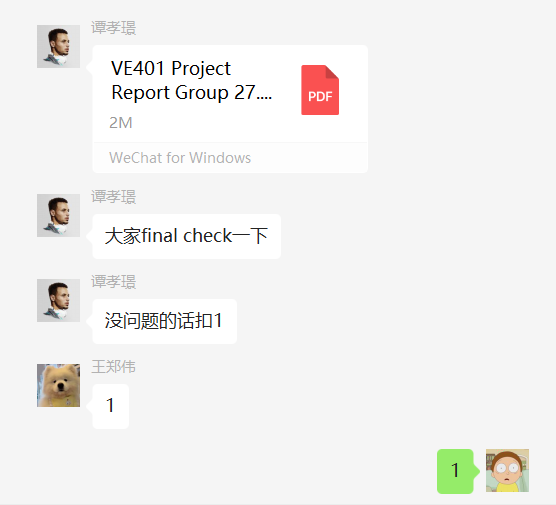 谭孝璟
VE401 Project
Report Group 27....
PDF
2M
WeChat for Windows
谭孝璟
大家final check一下
谭孝璟
没问题的话扣1
王郑伟
1
1